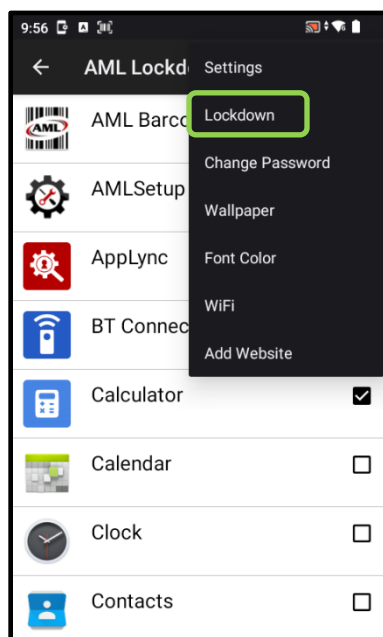 9:56
AML Lockd
Settings
Lockdown
Change Password
Wallpaper
Font Color
WiFi
Add Website
AML
AML Barco
AMLSetup
AppLync
BT Connec
Calculator
Calendar
Clock
Contacts